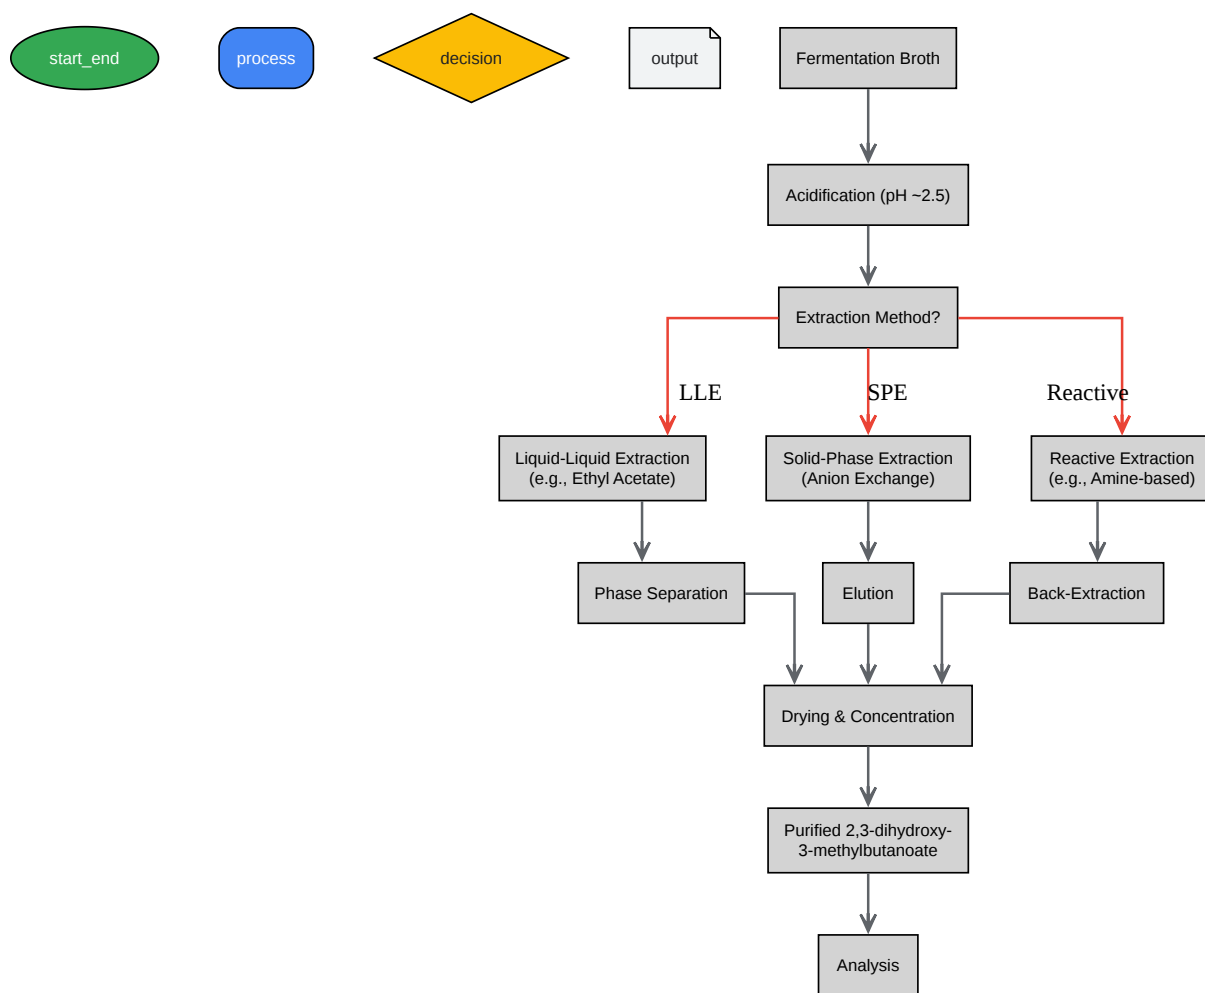 start_end
process
decision
output
Fermentation Broth
Acidification (pH ~2.5)
Extraction Method?
LLE
SPE
Reactive
Liquid-Liquid Extraction
(e.g., Ethyl Acetate)
Solid-Phase Extraction
(Anion Exchange)
Reactive Extraction
(e.g., Amine-based)
Phase Separation
Elution
Back-Extraction
Drying & Concentration
Purified 2,3-dihydroxy-
3-methylbutanoate
Analysis